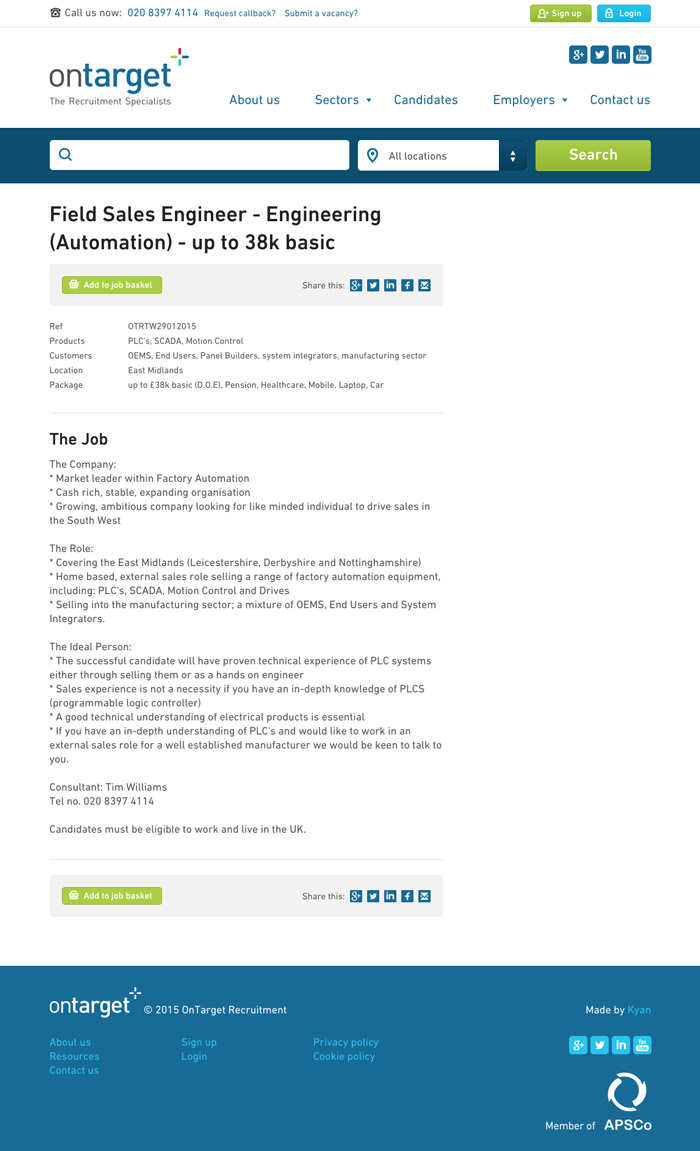 Call us now: 020 8397 4114 Request callback? Submit a vacancy? Sign up Login
ontarget
The Recruitment Specialists
g+ in You Tube
About us Sectors Candidates Employers Contact us
All locations Search
Field Sales Engineer - Engineering
(Automation) - up to 38k basic
Add to job basket Share this: g+ in f
Ref OTRTW29012015
Products PLC's, SCADA, Motion Control
Customers OEMS, End Users, Panel Builders, system integrators, manufacturing sector
Location East Midlands
Package up to £38k basic (D.O.E), Pension, Healthcare, Mobile, Laptop, Car
The Job
The Company:
* Market leader within Factory Automation
* Cash rich, stable, expanding organisation
* Growing, ambitious company looking for like minded individual to drive sales in
the South West
The Role:
* Covering the East Midlands (Leicestershire, Derbyshire and Nottinghamshire)
* Home based, external sales role selling a range of factory automation equipment,
including: PLC's, SCADA, Motion Control and Drives
* Selling into the manufacturing sector; a mixture of OEMS, End Users and System
Integrators.
The Ideal Person:
* The successful candidate will have proven technical experience of PLC systems
either through selling them or as a hands on engineer
* Sales experience is not a necessity if you have an in-depth knowledge of PLCS
(programmable logic controller)
* A good technical understanding of electrical products is essential
* If you have an in-depth understanding of PLC's and would like to work in an
external sales role for a well established manufacturer we would be keen to talk to
you.
Consultant: Tim Williams
Tel no. 020 8397 4114
Candidates must be eligible to work and live in the UK.
Add to job basket Share this: g+ in f
ontarget © 2015 OnTarget Recruitment Made by Kyan
About us Sign up Privacy policy g+ in You Tube
Resources Login Cookie policy
Contact us
Member of APSCo